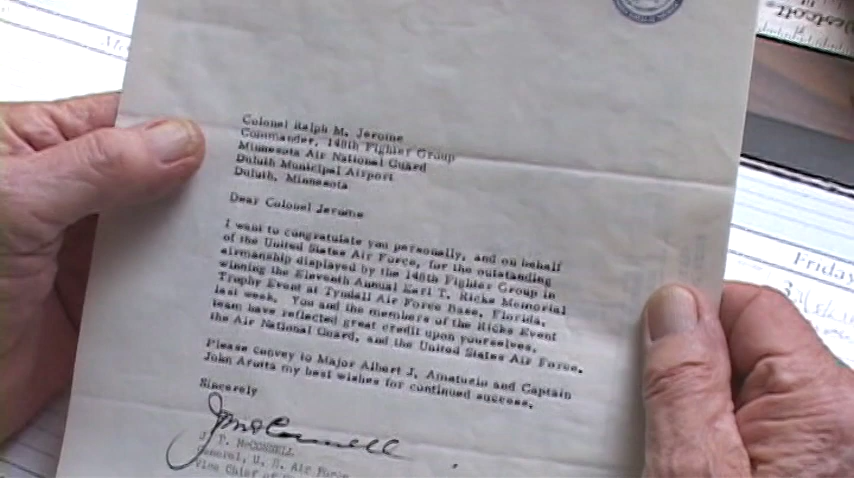 Colonel Ralph M. Jerome
Commander, 148th Fighter Group
Minnesota Air National Guard
Duluth Municipal Airport
Duluth, Minnesota
Dear Colonel Jerome
I want to congratulate you personally, and on behalf
of the United States Air Force, for the outstanding
airmanship displayed by the 148th Fighter Group in
winning the Eleventh Annual Earl T. Ricks Memorial
Trophy Event at Tyndall Air Force Base, Florida,
last week. You and the members of the Ricks Event
team have reflected great credit upon yourselves,
the Air National Guard, and the United States Air Force.
Please convey to Major Albert J. Amatuzio and Captain
John Arutta my best wishes for continued success.
Sincerely
J. P. McCONNELL
General, U. S. Air Force
Vice Chief of
Friday